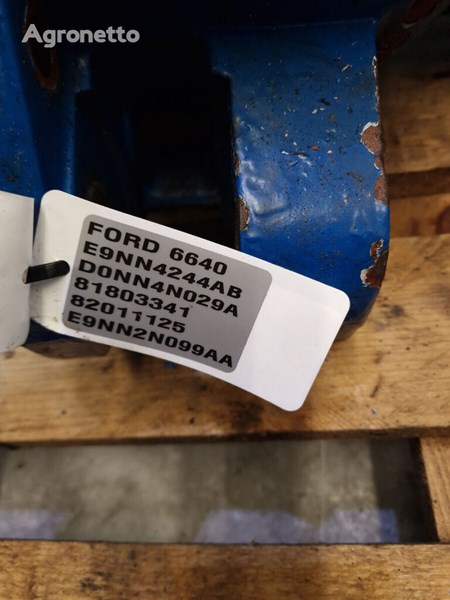 Agronetto
FORD 6640
E9NN4244AB
D0NN4N029A
81803341
82011125
E9NN2N099AA